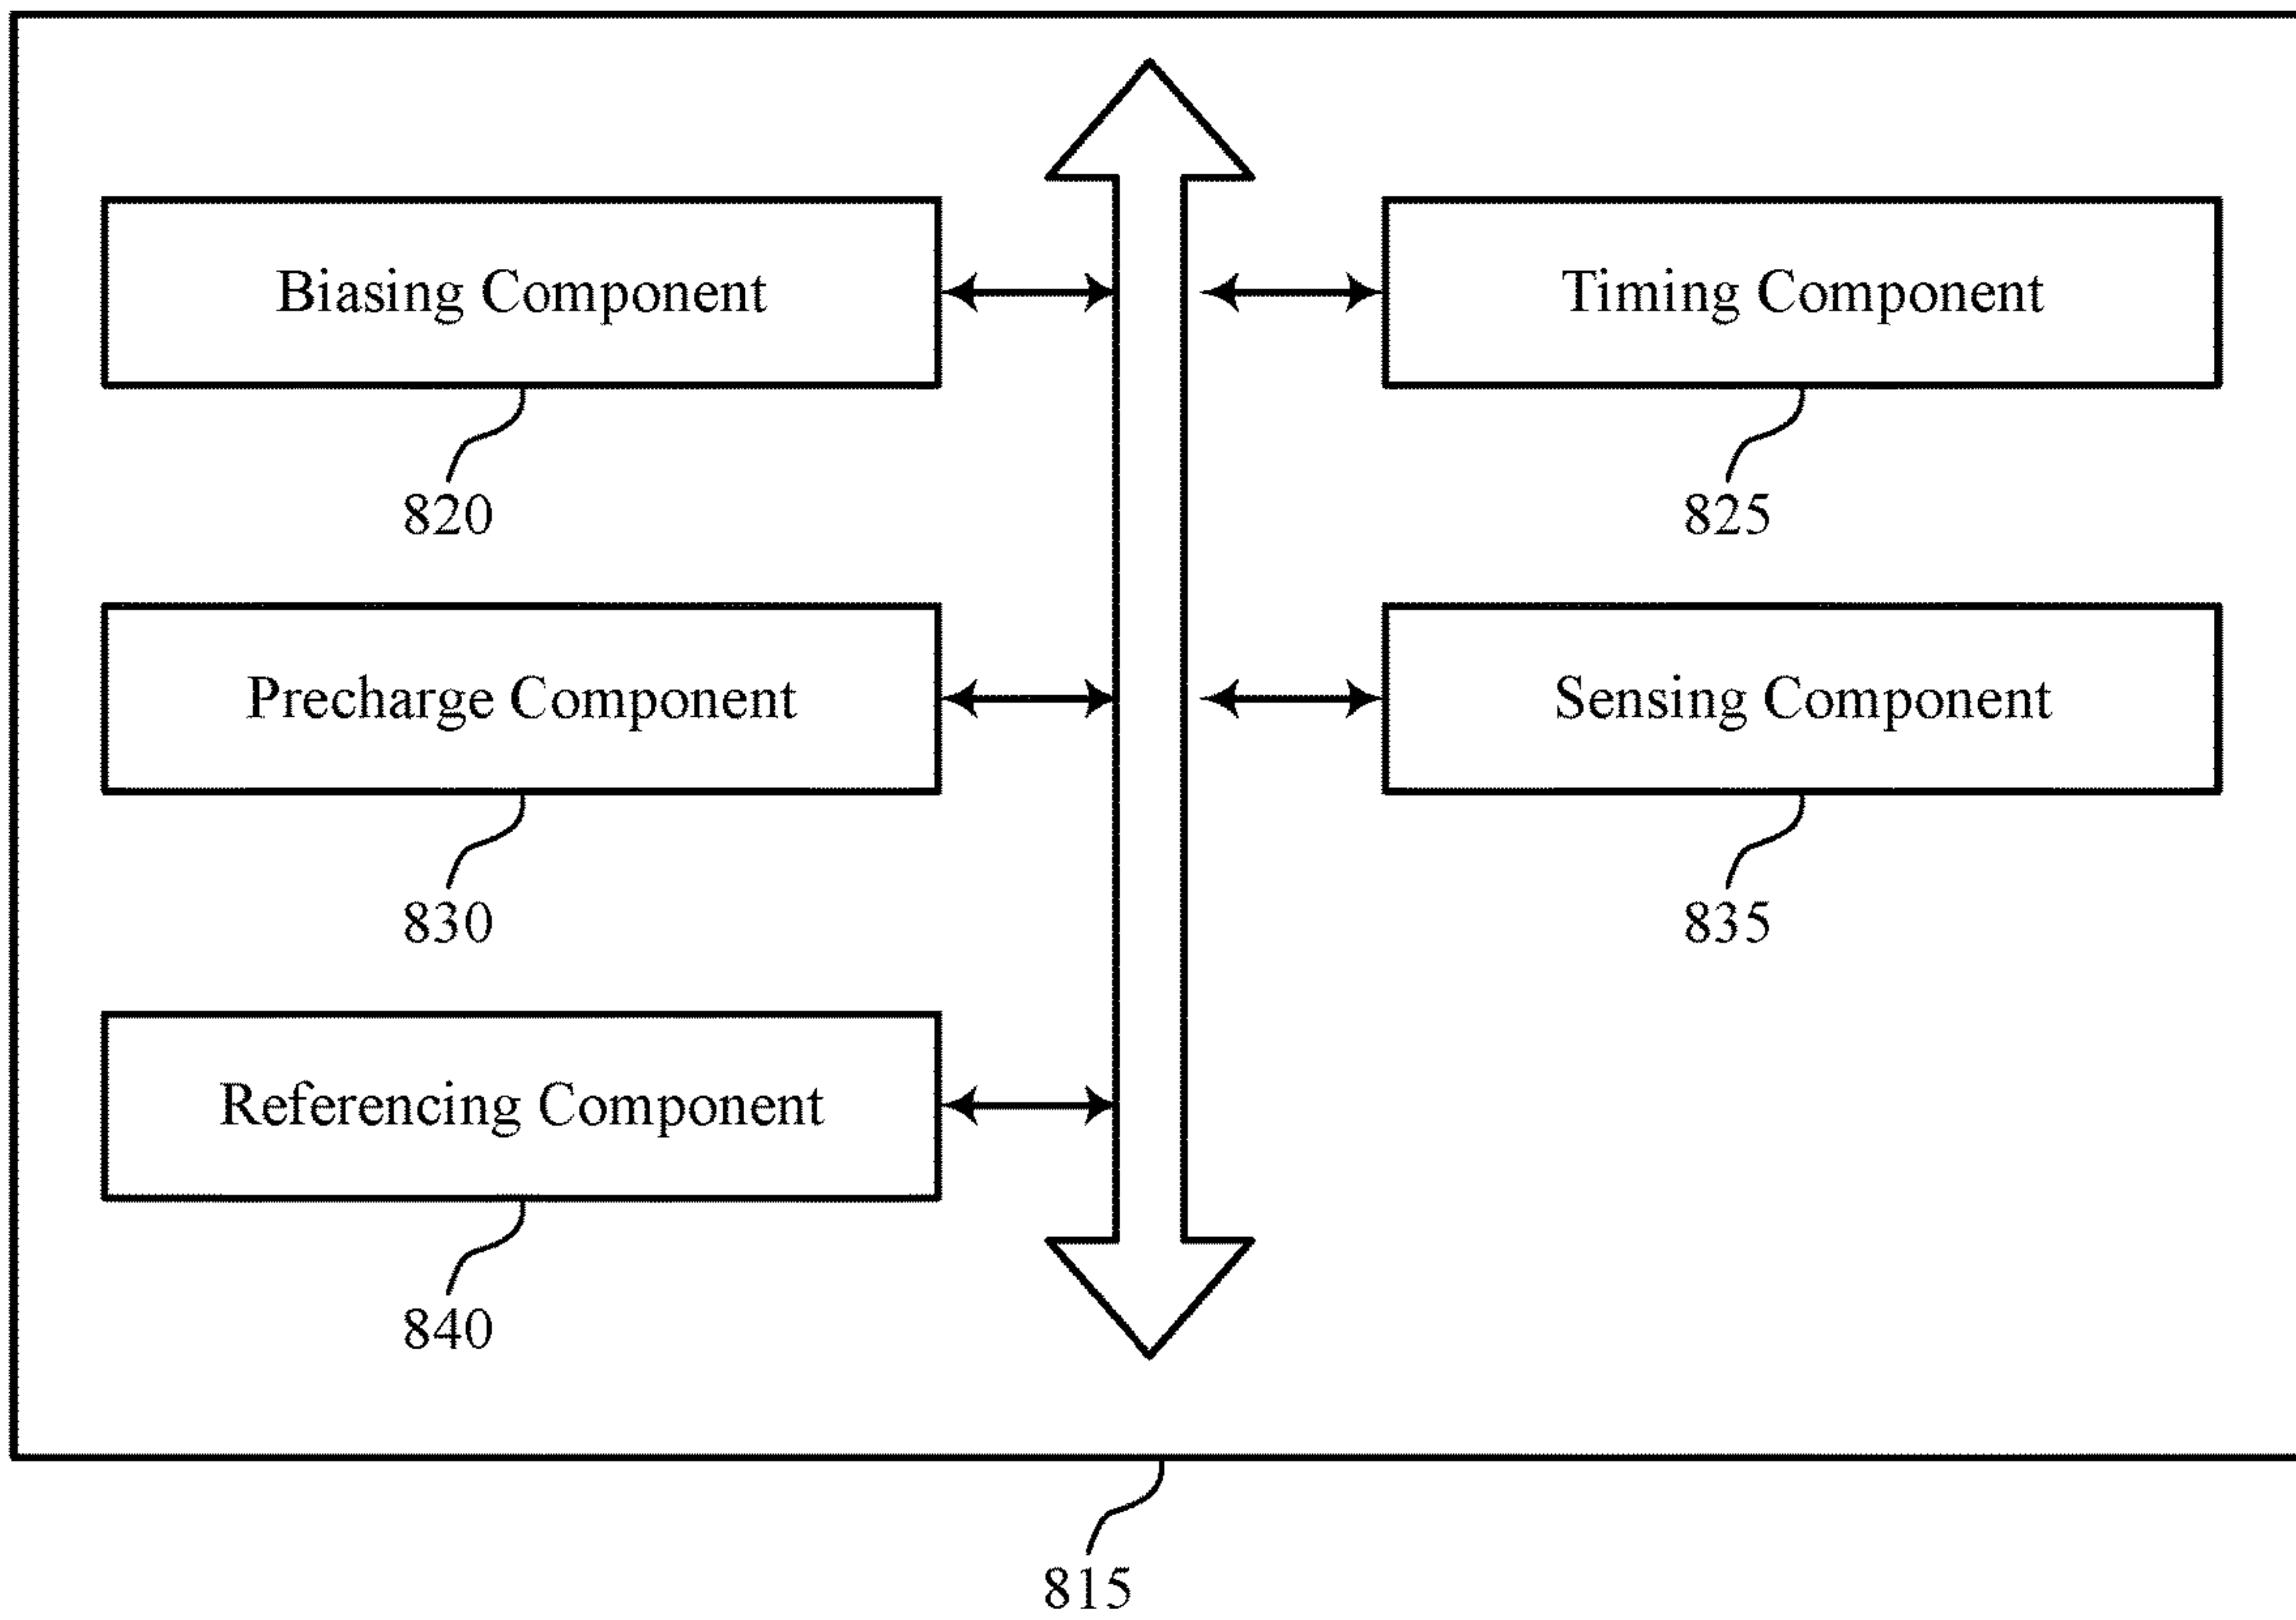 Biasing Component
Timing Component
820
825
Precharge Component
Sensing Component
830
835
Referencing Component
840
815